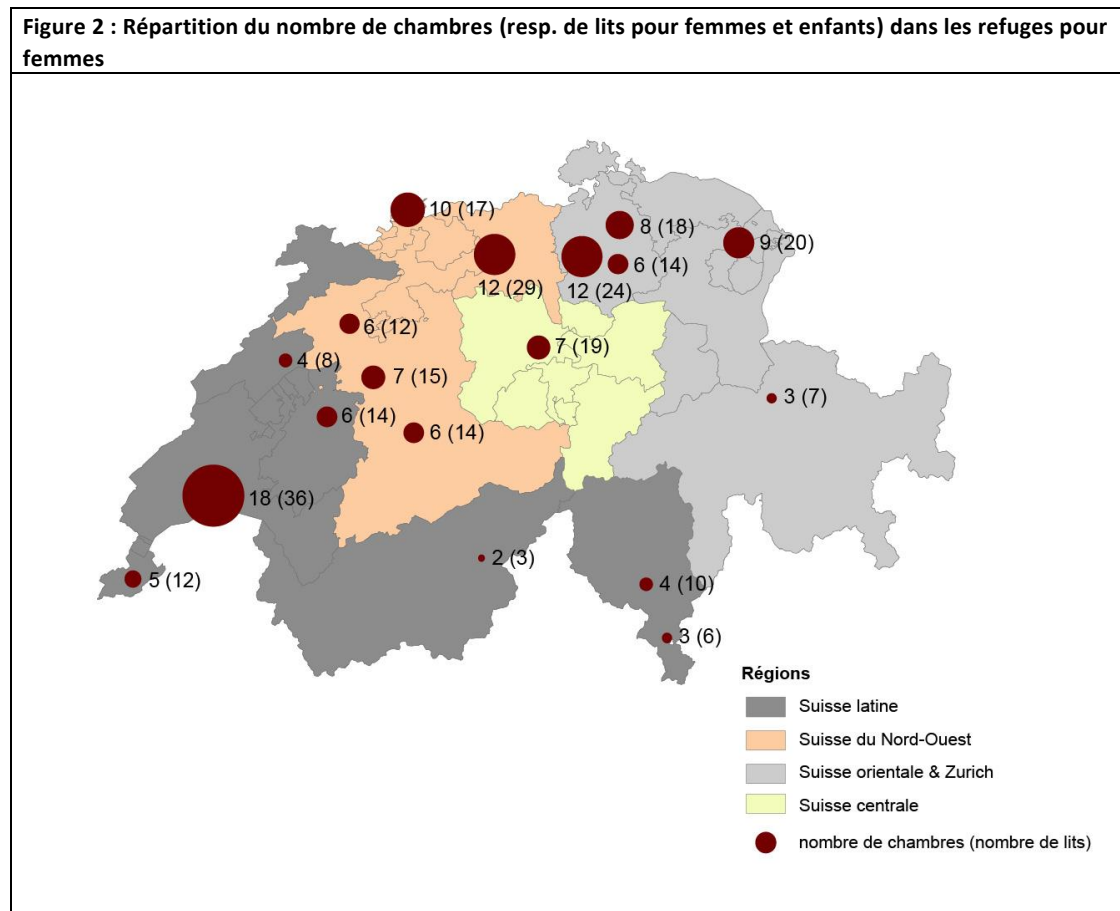 Figure 2 : Répartition du nombre de chambres (resp. de lits pour femmes et enfants) dans les refuges pour
femmes
10 (17)
8 (18)
9 (20)
6 (14)
12 (29)
12 (24)
6 (12)
7 (19)
4 (8)
7 (15)
3 (7)
6 (14)
6 (14)
18 (36)
2 (3)
5 (12)
4 (10)
3 (6)
Régions
Suisse latine
Suisse du Nord-Ouest
Suisse orientale & Zurich
Suisse centrale
nombre de chambres (nombre de lits)